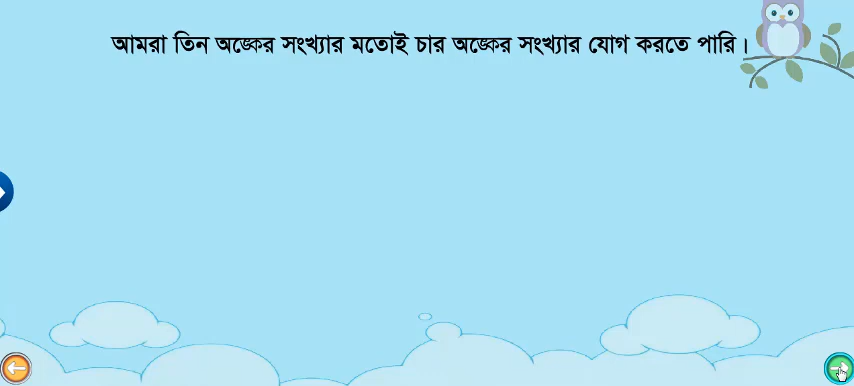 আমরা তিন অঙ্কের সংখ্যার মতোই চার অঙ্কের সংখ্যার যোগ করতে পারি।